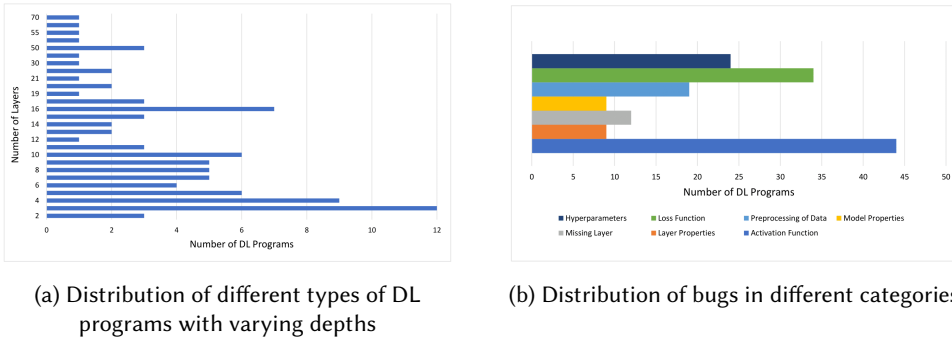 70
55
50
30
21
19
16
14
12
10
8
6
4
2
Number of Layers
0 2 4 6 8 10 12
Number of DL Programs
(a) Distribution of different types of DL
programs with varying depths
0 5 10 15 20 25 30 35 40 45 50
Number of DL Programs
Hyperparameters Loss Function Preprocessing of Data Model Properties
Missing Layer Layer Properties Activation Function
(b) Distribution of bugs in different categories